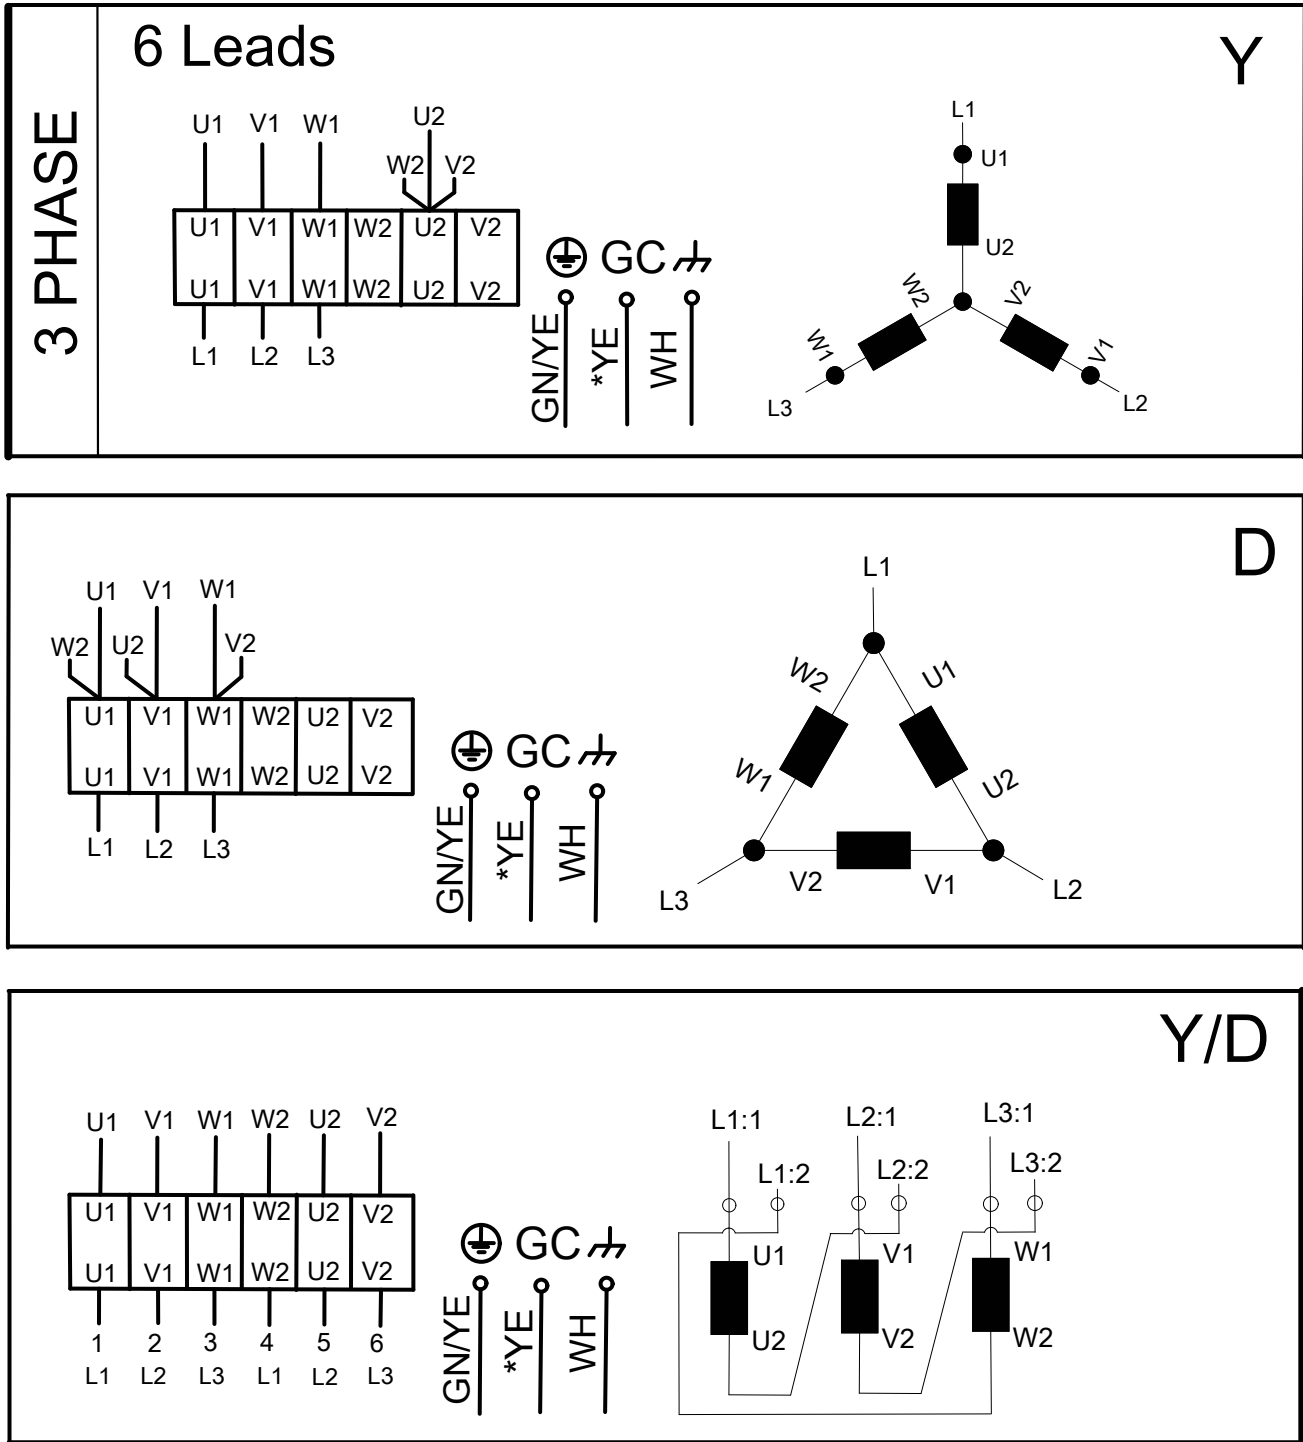 3 PHASE
6 Leads
Y
U1 V1 W1 U2
W2 V2
U1 V1 W1 W2 U2 V2
U1 V1 W1 W2 U2 V2
L1 L2 L3
GC
GN/YE *YE WH
L1
U1
U2
W2 V2
W1 V1
L3 L2
D
U1 V1 W1
W2 U2 V2
U1 V1 W1 W2 U2 V2
U1 V1 W1 W2 U2 V2
L1 L2 L3
GC
GN/YE *YE WH
L1
W2 U1
W1 U2
V2 V1
L3 L2
Y/D
U1 V1 W1 W2 U2 V2
U1 V1 W1 W2 U2 V2
U1 V1 W1 W2 U2 V2
1 2 3 4 5 6
L1 L2 L3 L1 L2 L3
GC
GN/YE *YE WH
L1:1 L2:1 L3:1
L1:2 L2:2 L3:2
U1 V1 W1
U2 V2 W2